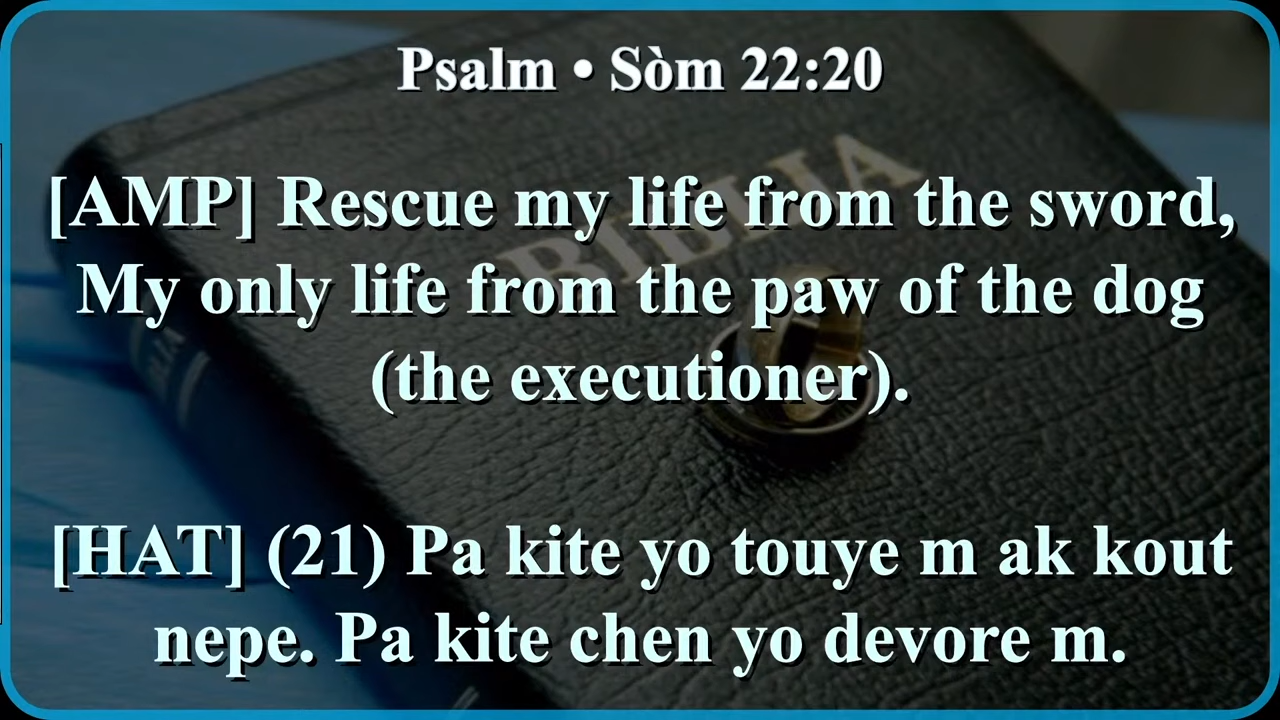 Psalm • Sòm 22:20
[AMP] Rescue my life from the sword,
My only life from the paw of the dog
(the executioner).
[HAT] (21) Pa kite yo touye m ak kout
nepe. Pa kite chen yo devore m.
BIBLIA